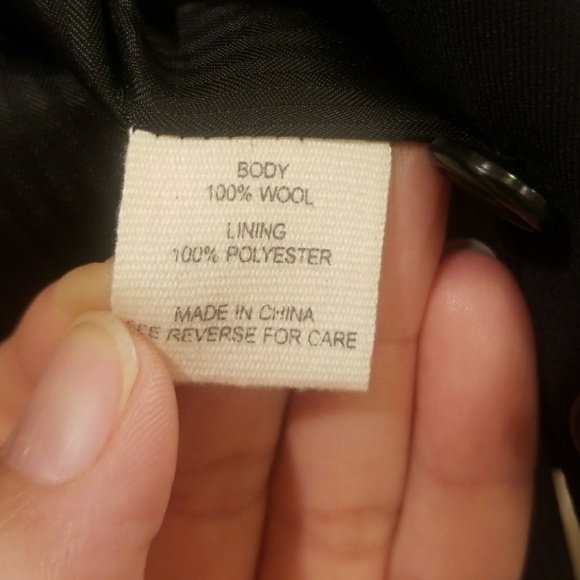 BODY
100% WOOL
LINING
100% POLYESTER
MADE IN CHINA
SEE REVERSE FOR CARE